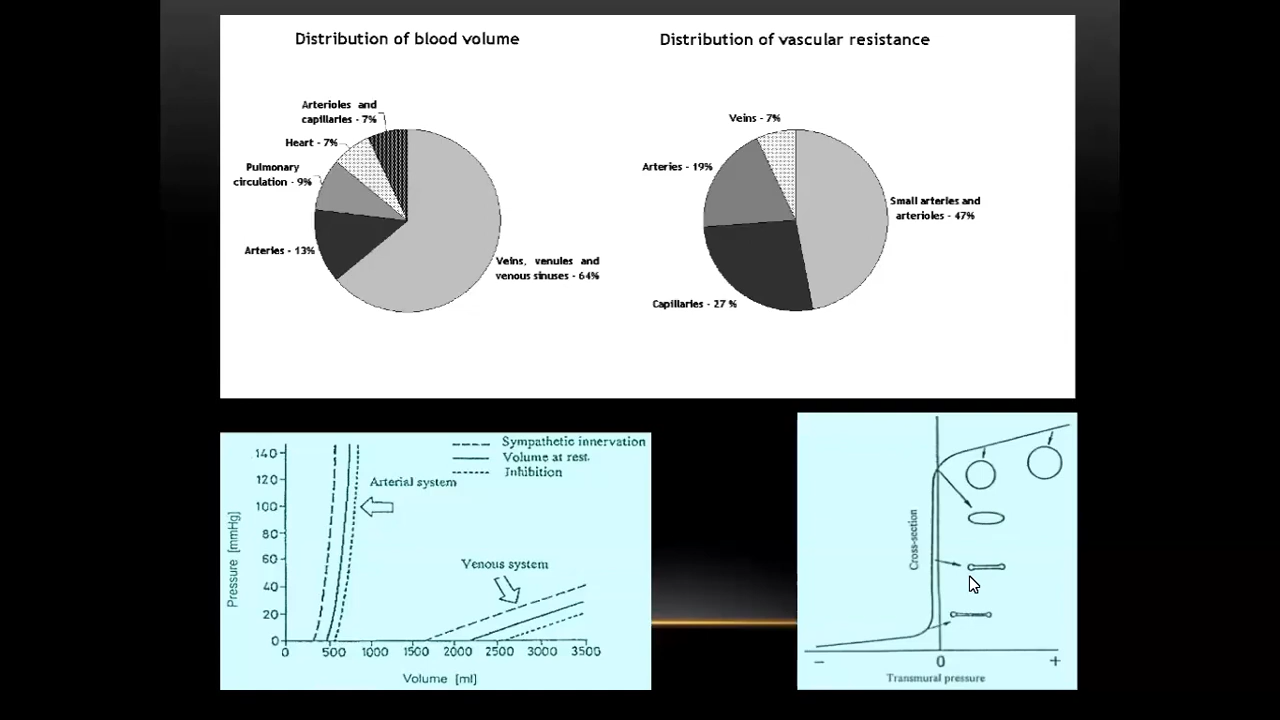 Distribution of blood volume
Distribution of vascular resistance
Arterioles and
capillaries - 7%
Heart - 7%
Pulmonary
circulation - 9%
Arteries - 13%
Veins, venules and
venous sinuses - 64%
Veins - 7%
Arteries - 19%
Small arteries and
arterioles - 47%
Capillaries - 27 %
Sympathetic innervation
Volume at rest.
Inhibition
Arterial system
Venous system
Pressure [mmHg]
140
120
100
80
60
40
20
0
0
500
1000
1500
2000
2500
3000
3500
Volume [ml]
Cross-section
–
0
+
Transmural pressure